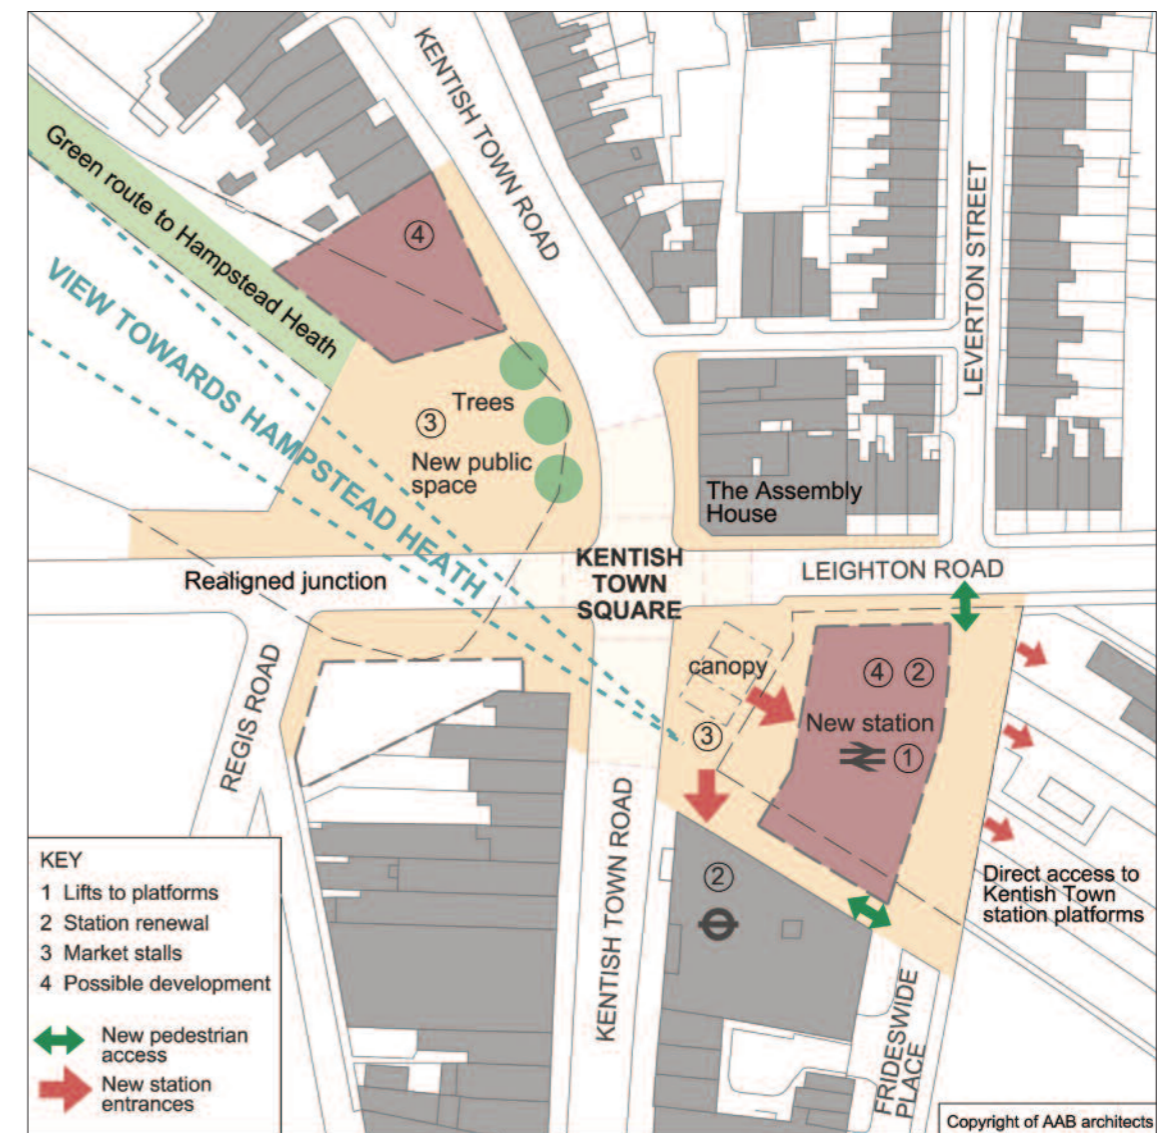 KENTISH TOWN ROAD
Green route to Hampstead Heath
VIEW TOWARDS HAMPSTEAD HEATH
4
LEVERTON STREET
Trees
3
New public
space
The Assembly
House
KENTISH
TOWN
SQUARE
LEIGHTON ROAD
Realigned junction
REGIS ROAD
canopy
4 2
New station
1
3
KENTISH TOWN ROAD
2
Direct access to
Kentish Town
station platforms
FRIDESWIDE
PLACE
KEY
1 Lifts to platforms
2 Station renewal
3 Market stalls
4 Possible development
New pedestrian
access
New station
entrances
Copyright of AAB architects